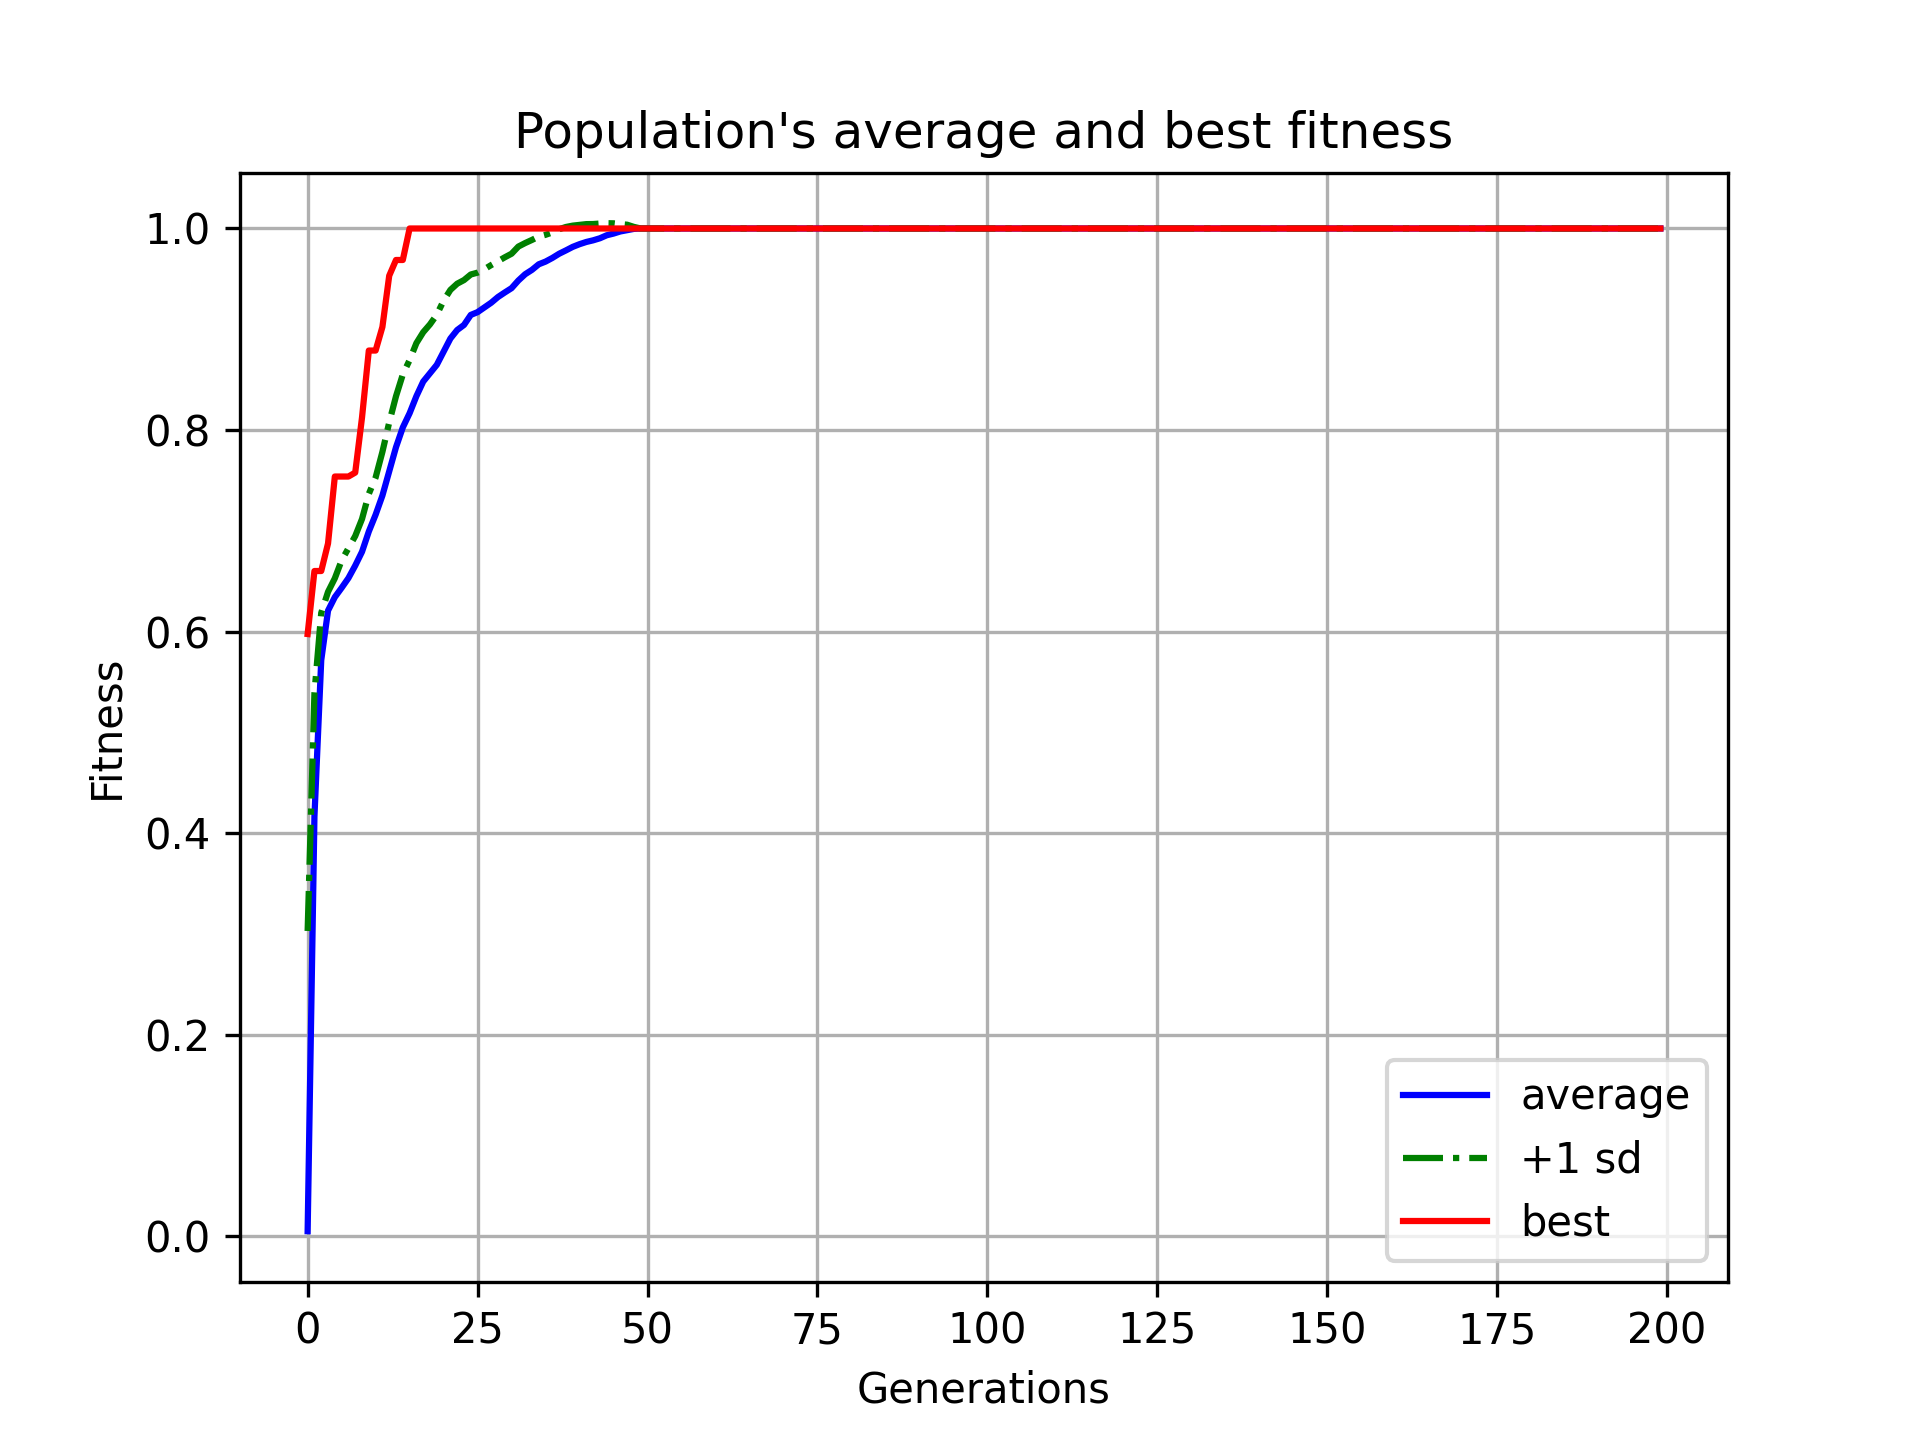 Population's average and best fitness
1.0
0.8
0.6
0.4
0.2
0.0
Fitness
0 25 50 75 100 125 150 175 200
Generations
average
+1 sd
best